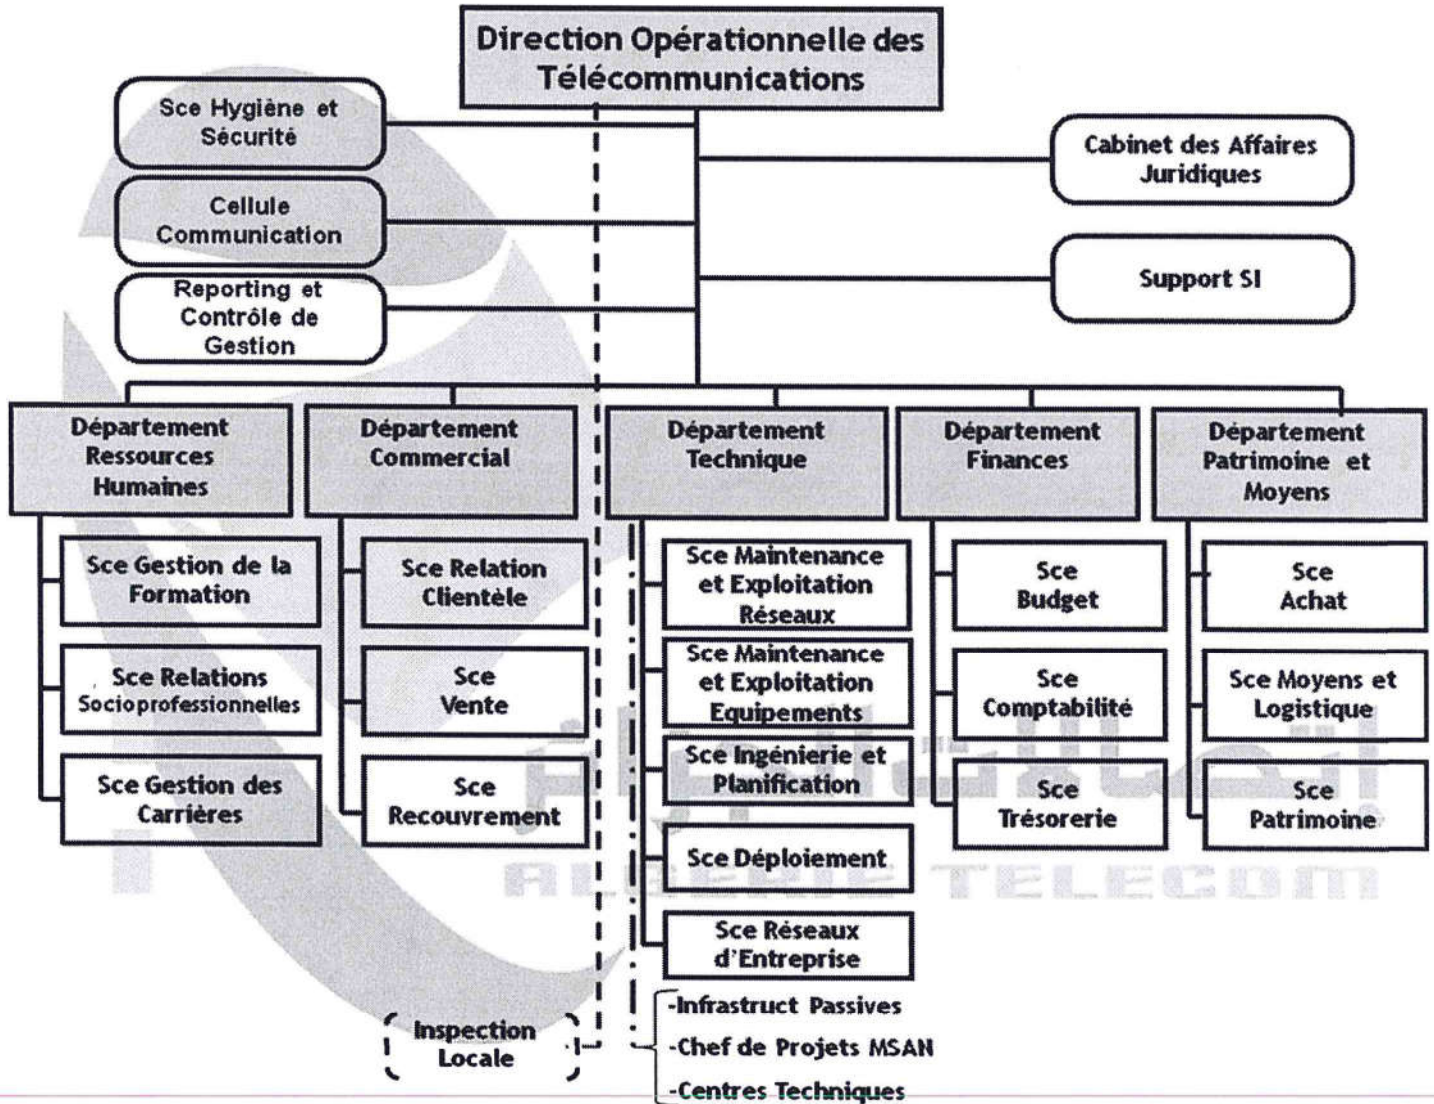 Direction Opérationnelle des
Télécommunications
Sce Hygiène et
Sécurité
Cellule
Communication
Reporting et
Contrôle de
Gestion
Cabinet des Affaires
Juridiques
Support SI
Département
Ressources
Humaines
Département
Commercial
Département
Technique
Département
Finances
Département
Patrimoine et
Moyens
Sce Gestion de la
Formation
Sce Relations
Socioprofessionnelles
Sce Gestion des
Carrières
Sce Relation
Clientèle
Sce
Vente
Sce
Recouvrement
Sce Maintenance
et Exploitation
Réseaux
Sce Maintenance
et Exploitation
Equipements
Sce Ingénierie et
Planification
Sce Déploiement
Sce Réseaux
d'Entreprise
-Infrastruct Passives
-Chef de Projets MSAN
-Centres Techniques
Sce
Budget
Sce
Comptabilité
Sce
Trésorerie
Sce
Achat
Sce Moyens et
Logistique
Sce
Patrimoine
Inspection
Locale
اتصالات الجزائر
ALGERIE TELECOM